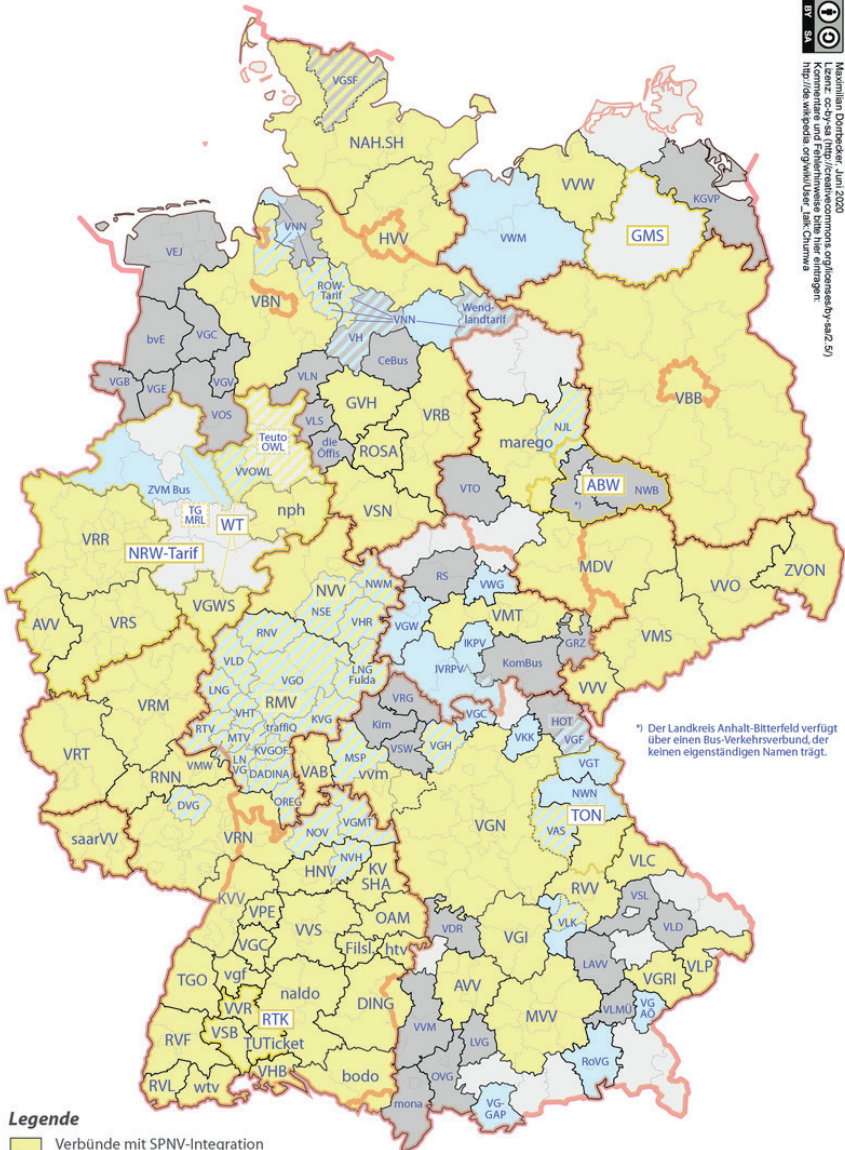 BY SA
Maximilian Dörrbecker, Juni 2020
Lizenz: cc-by-sa (http://creativecommons.org/licenses/by-sa/2.5/)
Kommentare und Fehlerhinweise bitte hier eintragen:
http://de.wikipedia.org/wiki/User_talk:Chumwa
VGSF
NAH.SH
VVW
KGVP
GMS
VNN
HVV
VWM
VEJ
ROW-
Tarif
VBN
VNN
Wend-
landtarif
bvE
VGC
VH
CeBus
VBB
VGB
VGE
VGV
VLN
VOS
VLS
GVH
VRB
Teuto
OWL
die
Öffis
ROSA
marego
NJL
VVOWL
ZVM Bus
VTO
ABW
NWB
*)
TG
MRL
WT
nph
VSN
VRR
NRW-Tarif
MDV
VVO
ZVON
RS
VWG
NVV
NWM
NSE
VHR
VGW
VMT
AVV
VRS
VGWS
RNV
IKPV
GRZ
VMS
VLD
IVRPV
KomBus
VGO
LNG
Fulda
VRM
LNG
RMV
VRG
VGC
VVV
HOT
VHT
traffiQ
KVG
Kim
VGF
RTV
MTV
VSW
VGH
VKK
*) Der Landkreis Anhalt-Bitterfeld verfügt
über einen Bus-Verkehrsverbund, der
keinen eigenständigen Namen trägt.
VRT
VMW
LN
VG
KVGOF
VAB
MSP
VGT
RNN
DADINA
vvm
NWN
DVG
OREG
TON
VGN
VAS
saarVV
VRN
NOV
VGMT
NVH
VLC
HNV
KV
SHA
RVV
KVV
VPE
OAM
VLK
VSL
VGC
VVS
VDR
VGI
VLD
Filsl.
htv
LAVV
TGO
vgf
naldo
DING
AVV
VGRI
VLP
VVR
RTK
MVV
VLMÜ
VG
AÖ
VSB
TUTicket
VVM
LVG
RVF
RoVG
VHB
bodo
OVG
RVL
wtv
mona
VG-
GAP
Legende
Verbünde mit SPNV-Integration